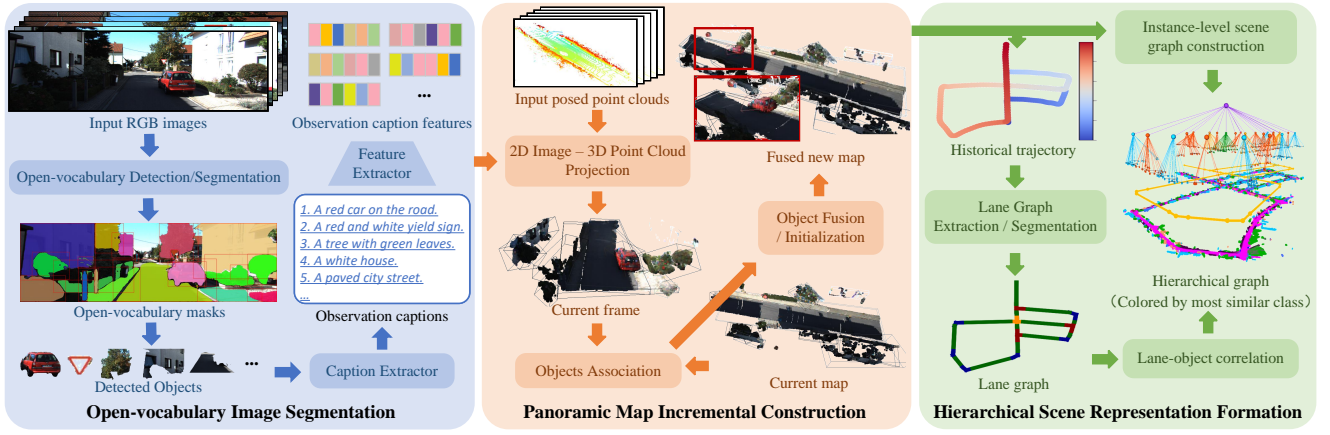 Input RGB images
Open-vocabulary Detection/Segmentation
Open-vocabulary masks
Detected Objects
...
Caption Extractor
Observation captions
1. A red car on the road.
2. A red and white yield sign.
3. A tree with green leaves.
4. A white house.
5. A paved city street.
...
Feature
Extractor
Observation caption features
...
Open-vocabulary Image Segmentation
Input posed point clouds
2D Image – 3D Point Cloud
Projection
Current frame
Objects Association
Current map
Object Fusion
/ Initialization
Fused new map
Panoramic Map Incremental Construction
Historical trajectory
Lane Graph
Extraction / Segmentation
Lane graph
Lane-object correlation
Hierarchical graph
（Colored by most similar class）
Instance-level scene
graph construction
Hierarchical Scene Representation Formation